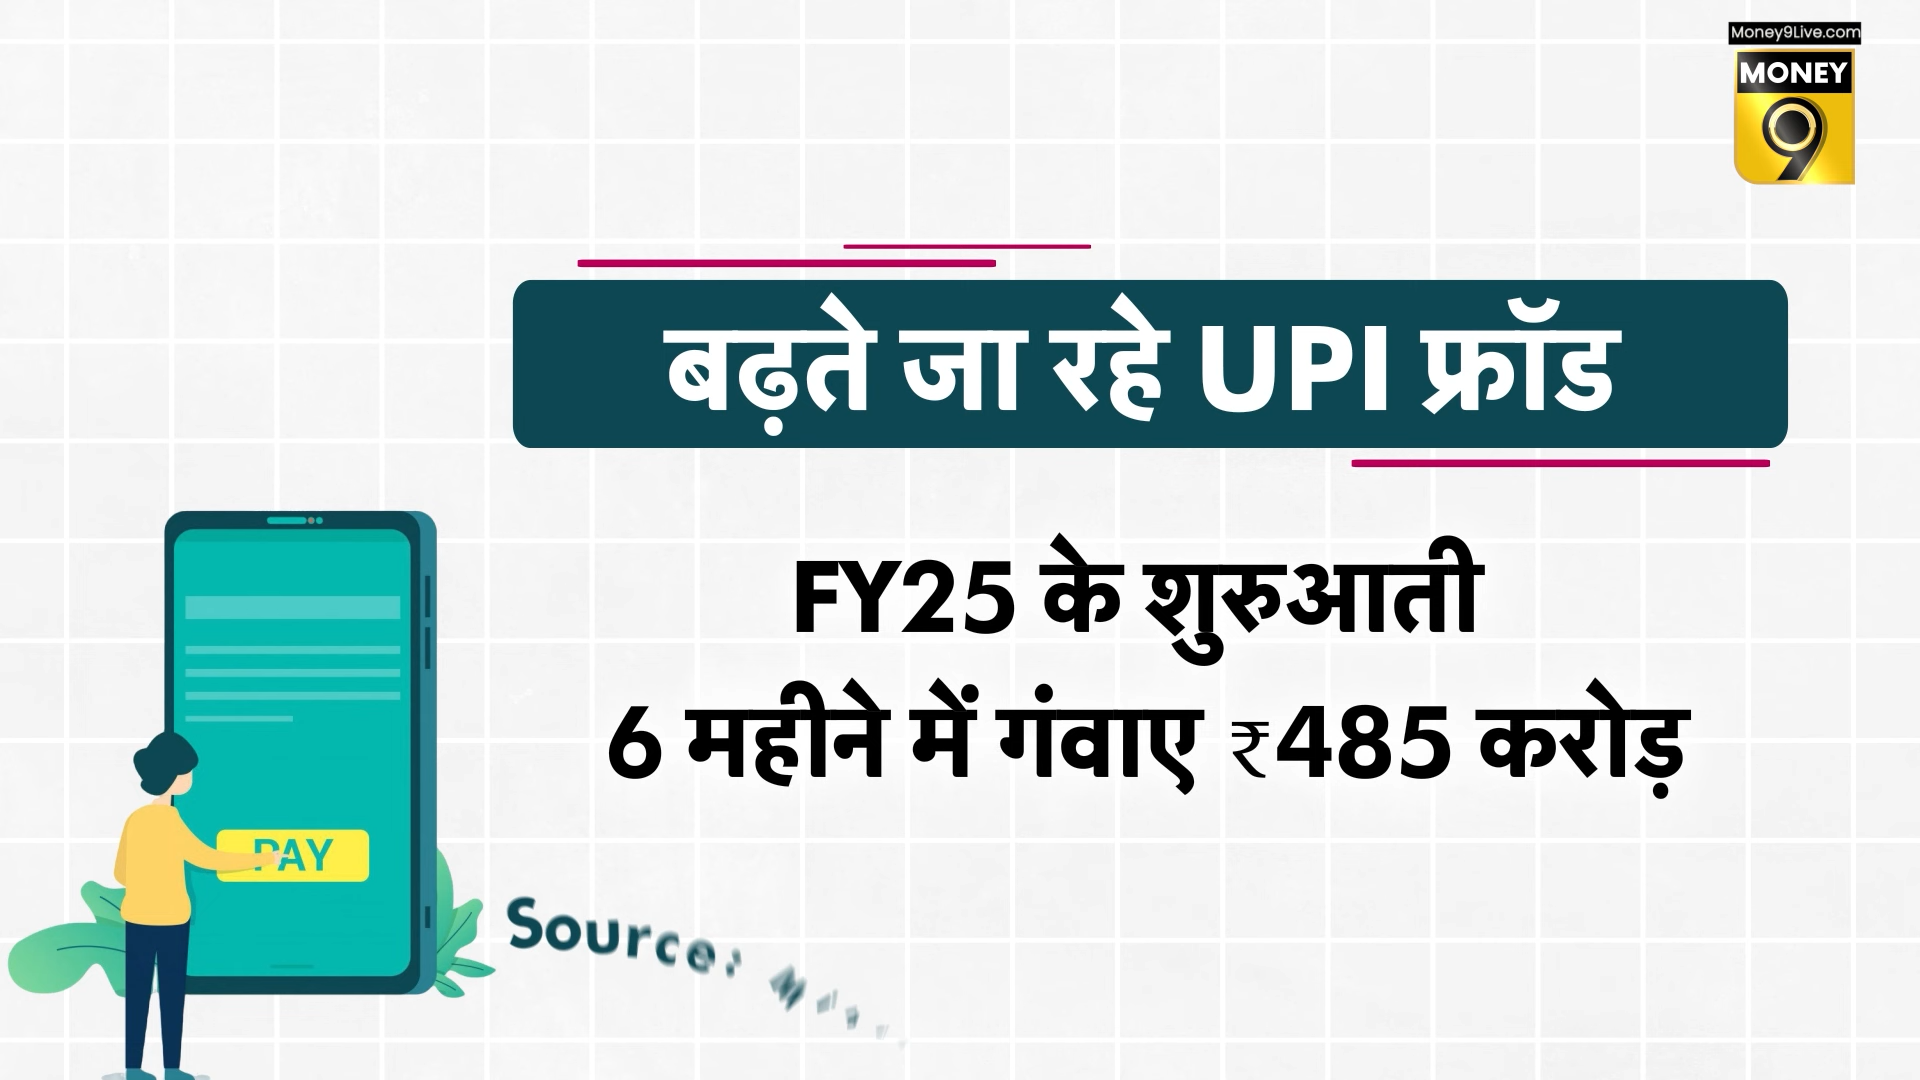 Money9Live.com
MONEY
9
बढ़ते जा रहे UPI फ्रॉड
FY25 के शुरुआती
6 महीने में गंवाए ₹485 करोड़
PAY
Source: